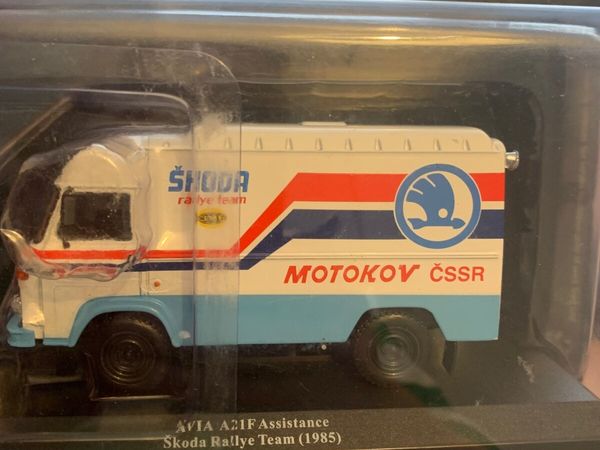 ŠKODA
rallye team
MOTOKOV ČSSR
AVIA A21F Assistance
Škoda Rallye Team (1985)